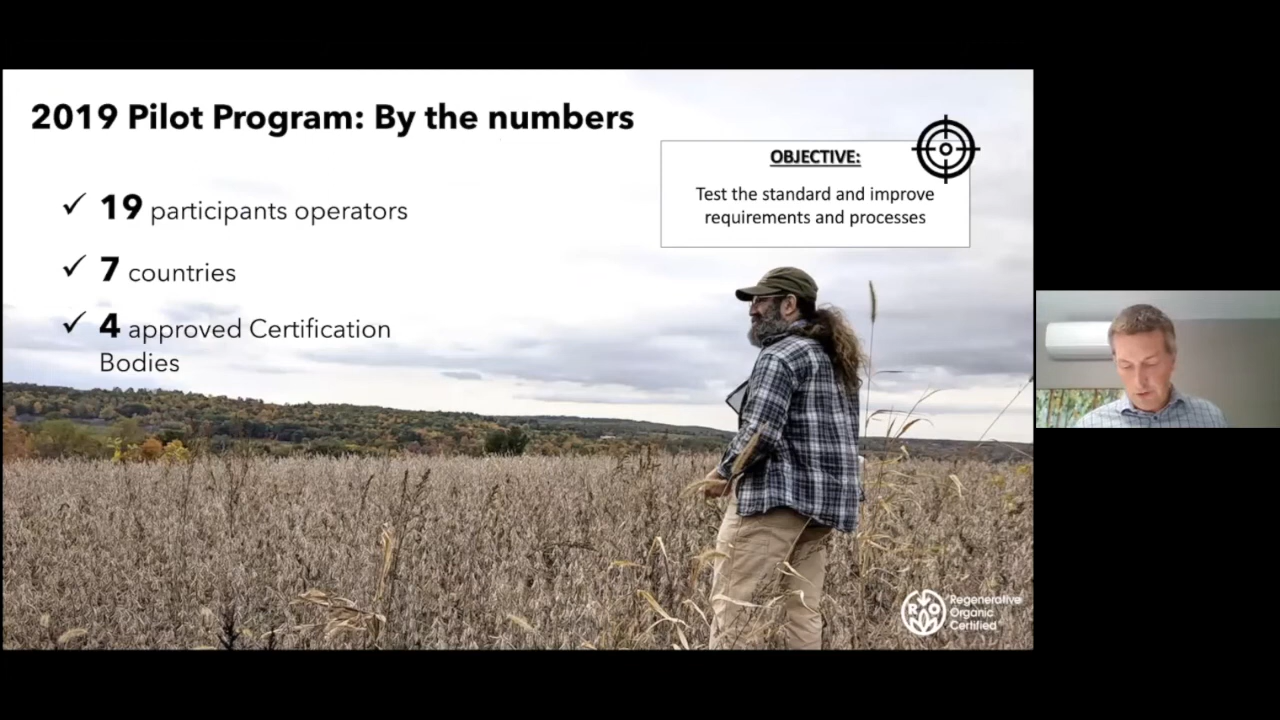 2019 Pilot Program: By the numbers
OBJECTIVE:
Test the standard and improve
requirements and processes
✓ 19 participants operators
✓ 7 countries
✓ 4 approved Certification
Bodies
R O
Regenerative
Organic
Certified